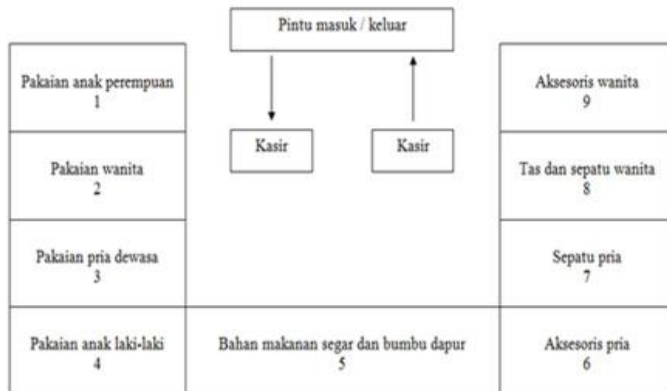 Pintu masuk / keluar
Pakaian anak perempuan
1
Aksesoris wanita
9
Kasir
Kasir
Pakaian wanita
2
Tas dan sepatu wanita
8
Pakaian pria dewasa
3
Sepatu pria
7
Pakaian anak laki-laki
4
Bahan makanan segar dan bumbu dapur
5
Aksesoris pria
6